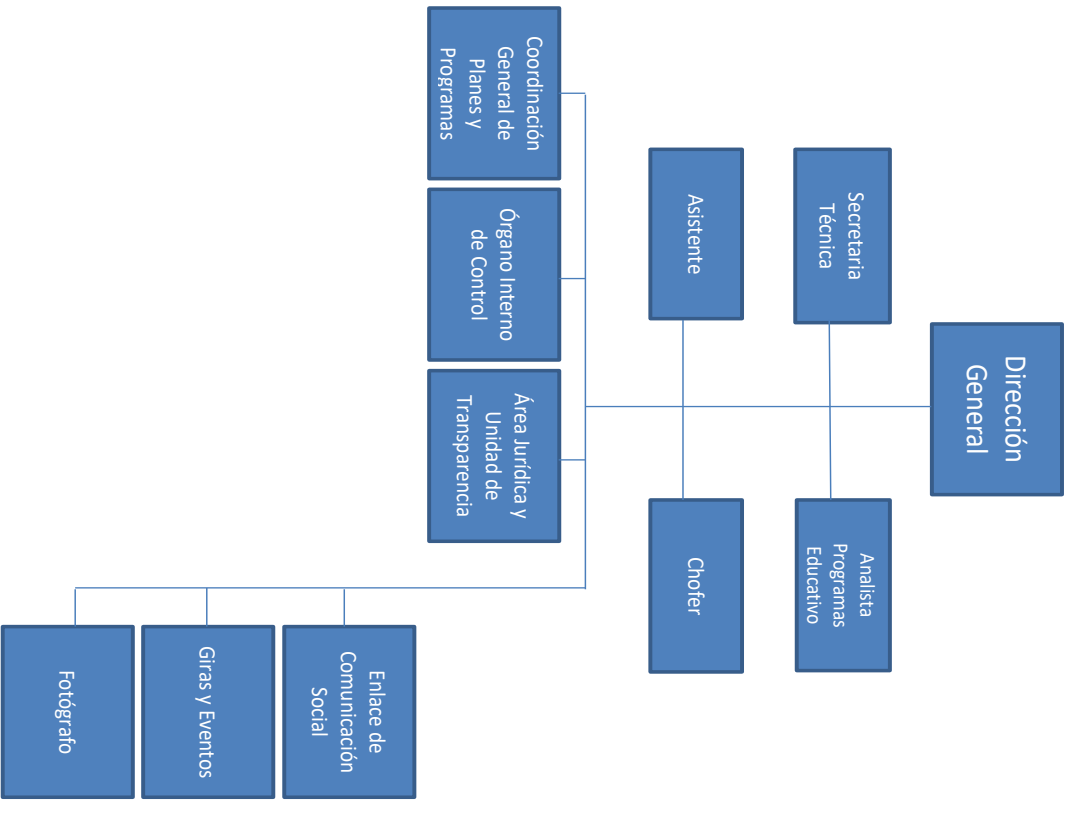 Dirección
General
Secretaria
Técnica
Analista
Programas
Educativo
Asistente
Chofer
Coordinación
General de
Planes y
Programas
Órgano Interno
de Control
Área Jurídica y
Unidad de
Transparencia
Enlace de
Comunicación
Social
Giras y Eventos
Fotógrafo